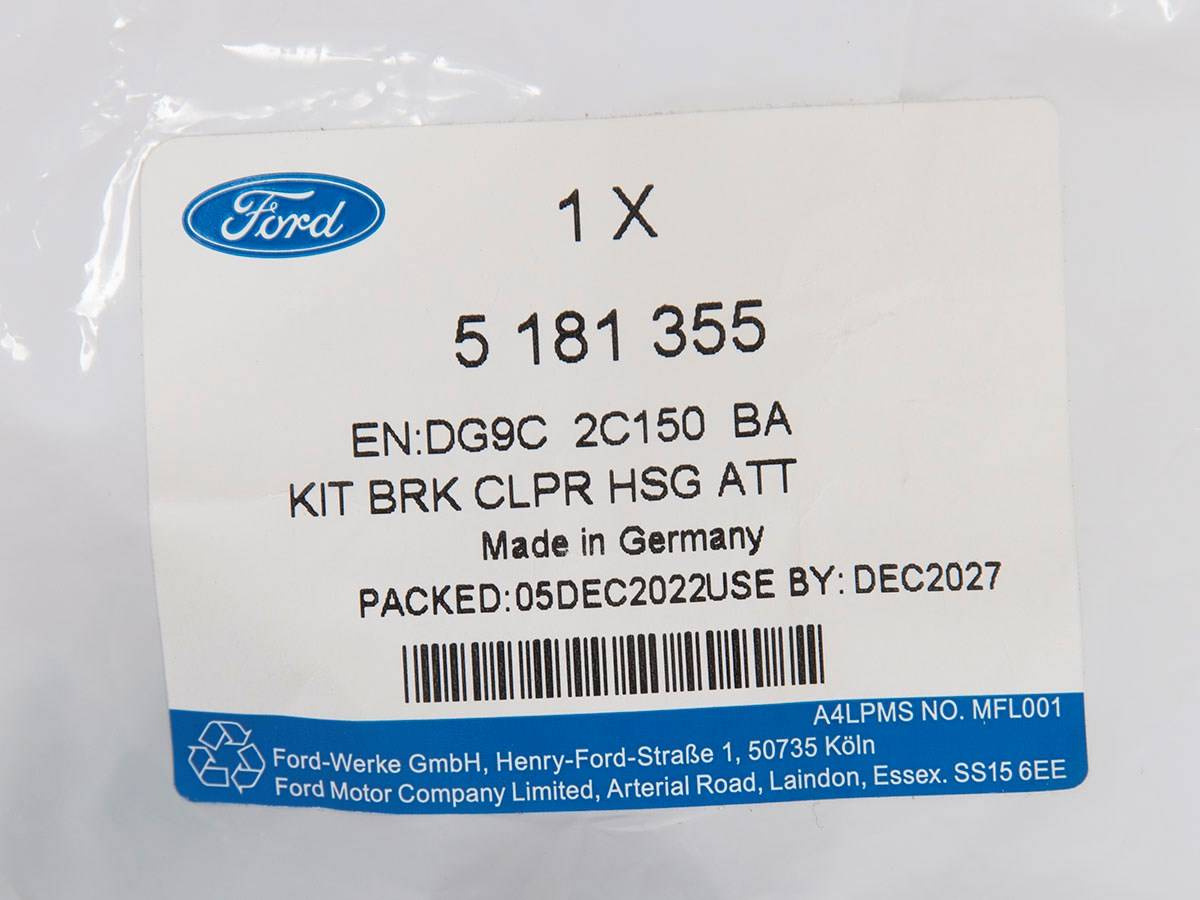 Ford
1 X
5 181 355
EN:DG9C 2C150 BA
KIT BRK CLPR HSG ATT
Made in Germany
PACKED:05DEC2022USE BY: DEC2027
A4LPMS NO. MFL001
Ford-Werke GmbH, Henry-Ford-Straße 1, 50735 Köln
Ford Motor Company Limited, Arterial Road, Laindon, Essex. SS15 6EE